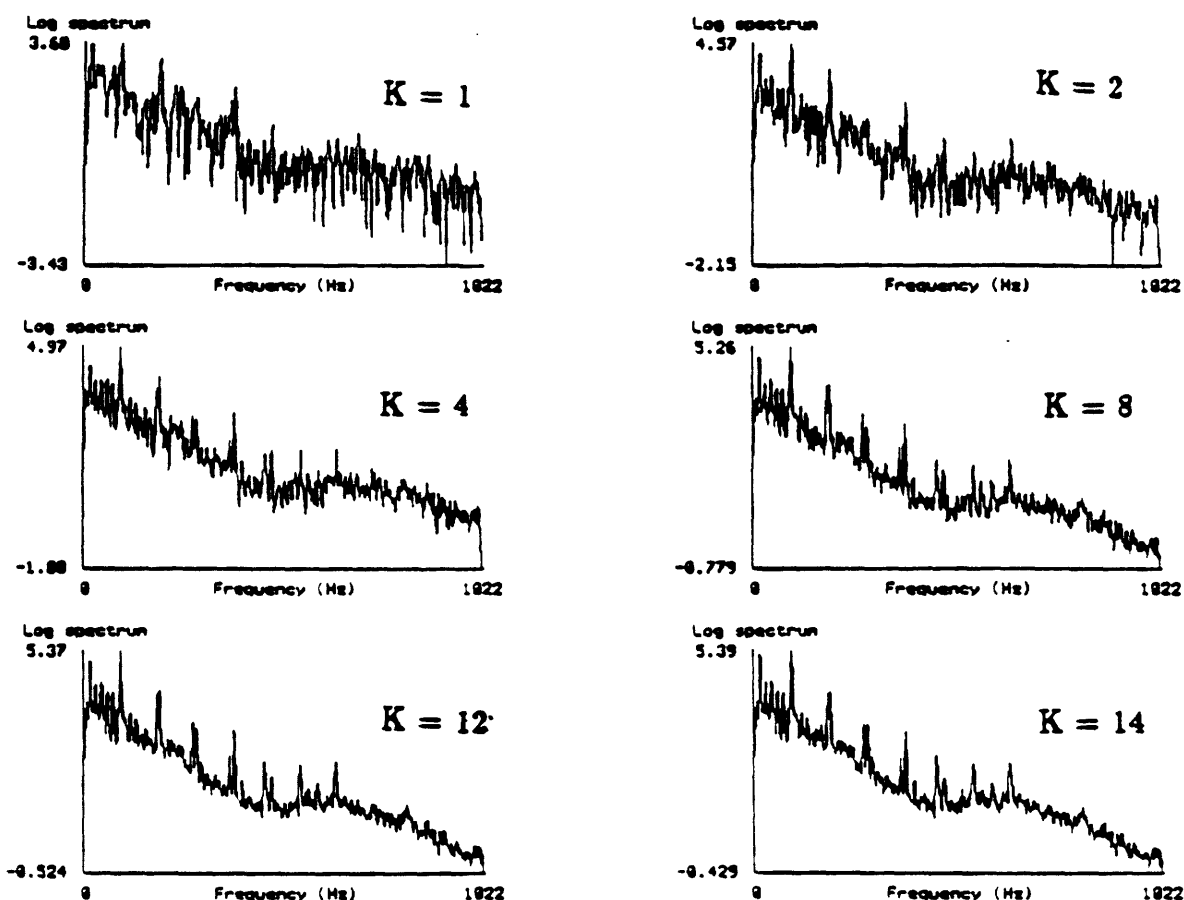 Log spectrum
3.60
K = 1
-3.43
0 Frequency (Hz) 1022
Log spectrum
4.57
K = 2
-2.15
0 Frequency (Hz) 1022
Log spectrum
4.97
K = 4
-1.00
0 Frequency (Hz) 1022
Log spectrum
5.26
K = 8
-0.779
0 Frequency (Hz) 1022
Log spectrum
5.37
K = 12
-0.524
0 Frequency (Hz) 1022
Log spectrum
5.39
K = 14
-0.429
0 Frequency (Hz) 1022